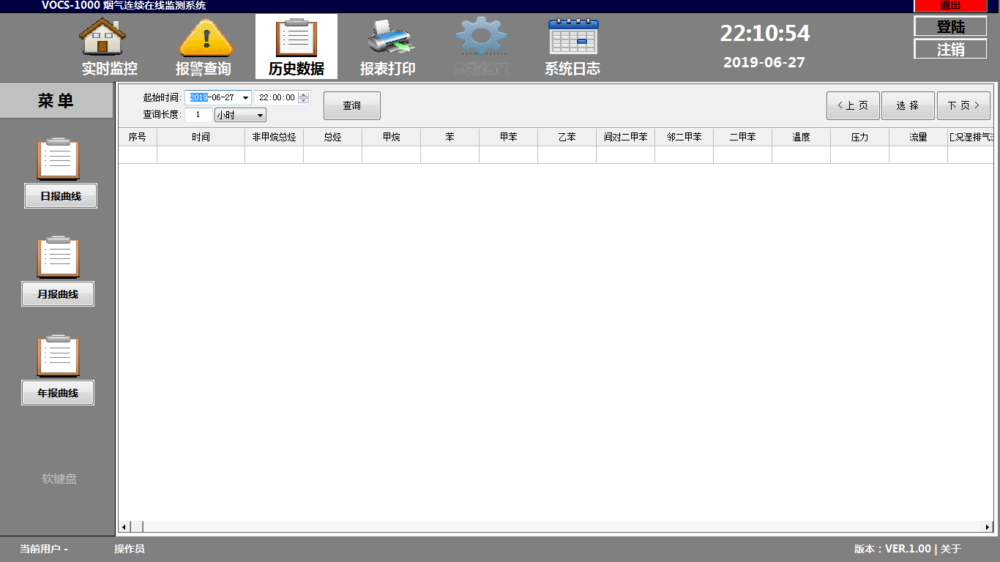 VOCS-1000 烟气连续在线监测系统
退出
22:10:54
登陆
2019-06-27
注销
实时监控
报警查询
历史数据
报表打印
系统日志
菜 单
起始时间:
2019-06-27
22:00:00
查询
< 上 页
选 择
下 页 >
查询长度:
1
小时
序号 时间 非甲烷总烃 总烃 甲烷 苯 甲苯 乙苯 间对二甲苯 邻二甲苯 二甲苯 温度 压力 流量 [况湿排气流
日报曲线
月报曲线
年报曲线
软键盘
当前用户 -
操作员
版本：VER.1.00 | 关于